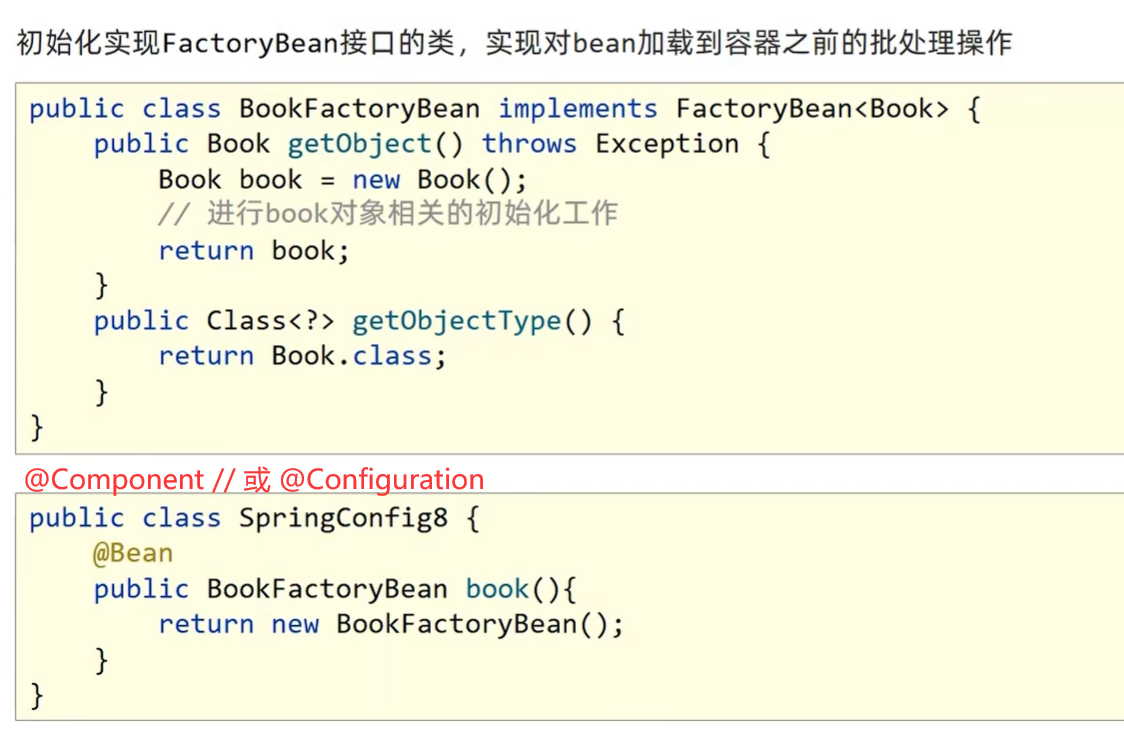 初始化实现FactoryBean接口的类，实现对bean加载到容器之前的批处理操作
public class BookFactoryBean implements FactoryBean<Book> {
    public Book getObject() throws Exception {
        Book book = new Book();
        // 进行book对象相关的初始化工作
        return book;
    }
    public Class<?> getObjectType() {
        return Book.class;
    }
}
@Component // 或 @Configuration
public class SpringConfig8 {
    @Bean
    public BookFactoryBean book(){
        return new BookFactoryBean();
    }
}